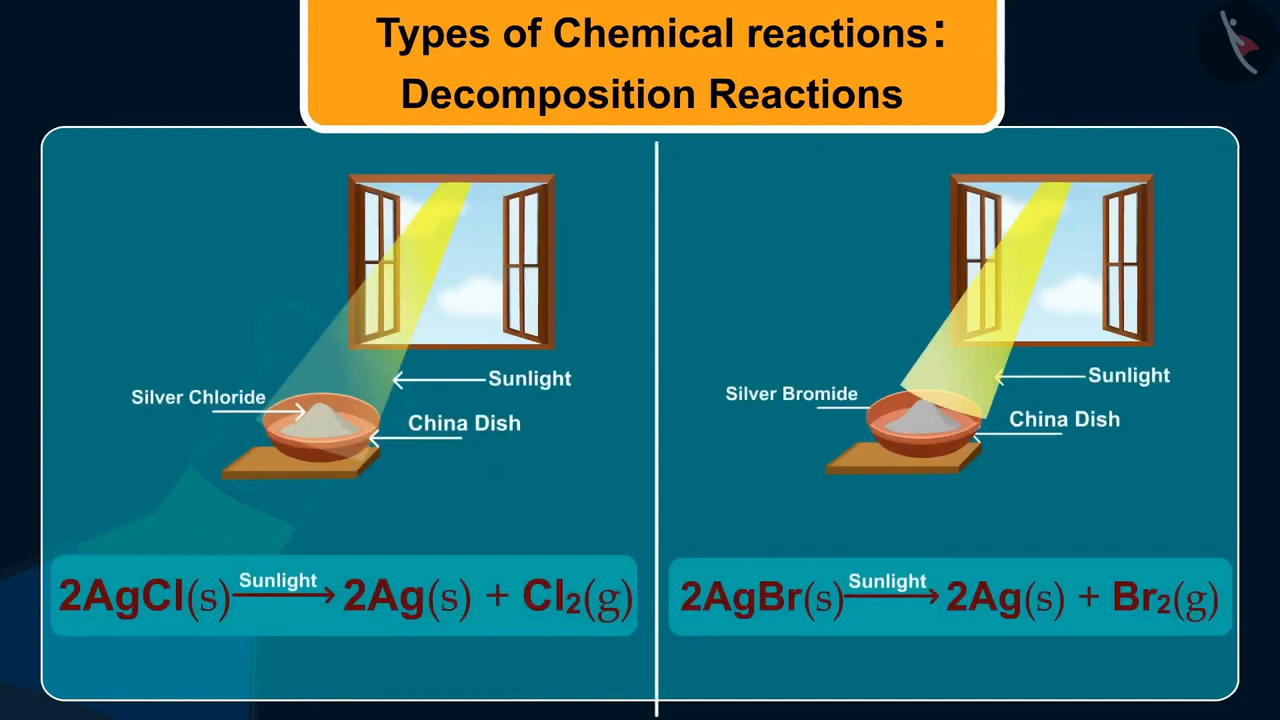 Types of Chemical reactions:
Decomposition Reactions
Silver Chloride
Sunlight
China Dish
2AgCl(s) Sunlight⟶ 2Ag(s) + Cl₂(g)
Silver Bromide
Sunlight
China Dish
2AgBr(s) Sunlight⟶ 2Ag(s) + Br₂(g)